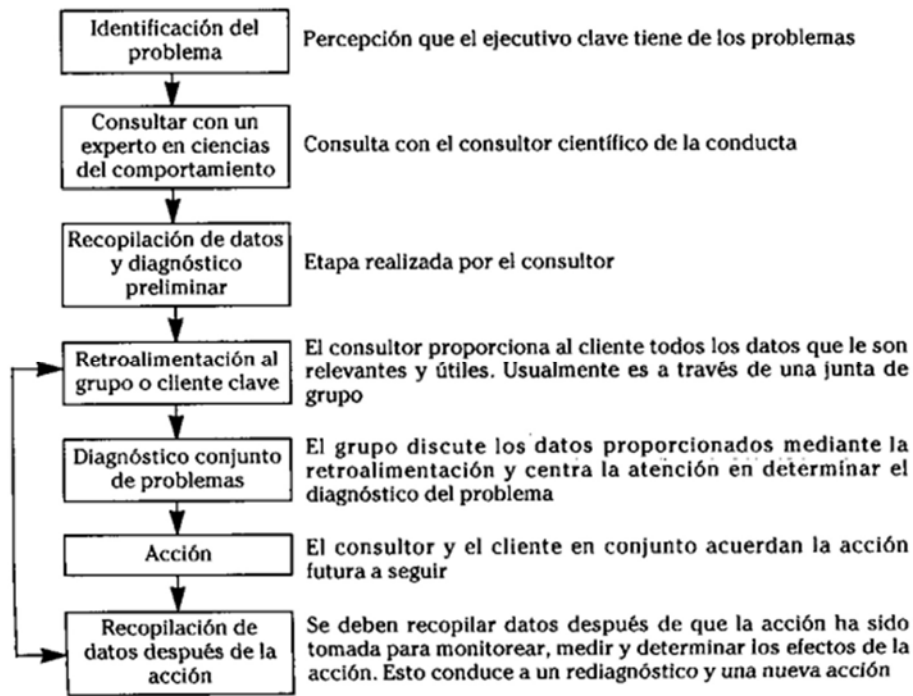 Identificación del
problema
Percepción que el ejecutivo clave tiene de los problemas
Consultar con un
experto en ciencias
del comportamiento
Consulta con el consultor científico de la conducta
Recopilación de datos
y diagnóstico
preliminar
Etapa realizada por el consultor
Retroalimentación al
grupo o cliente clave
El consultor proporciona al cliente todos los datos que le son
relevantes y útiles. Usualmente es a través de una junta de
grupo
Diagnóstico conjunto
de problemas
El grupo discute los datos proporcionados mediante la
retroalimentación y centra la atención en determinar el
diagnóstico del problema
Acción
El consultor y el cliente en conjunto acuerdan la acción
futura a seguir
Recopilación de
datos después de la
acción
Se deben recopilar datos después de que la acción ha sido
tomada para monitorear, medir y determinar los efectos de la
acción. Esto conduce a un rediagnóstico y una nueva acción